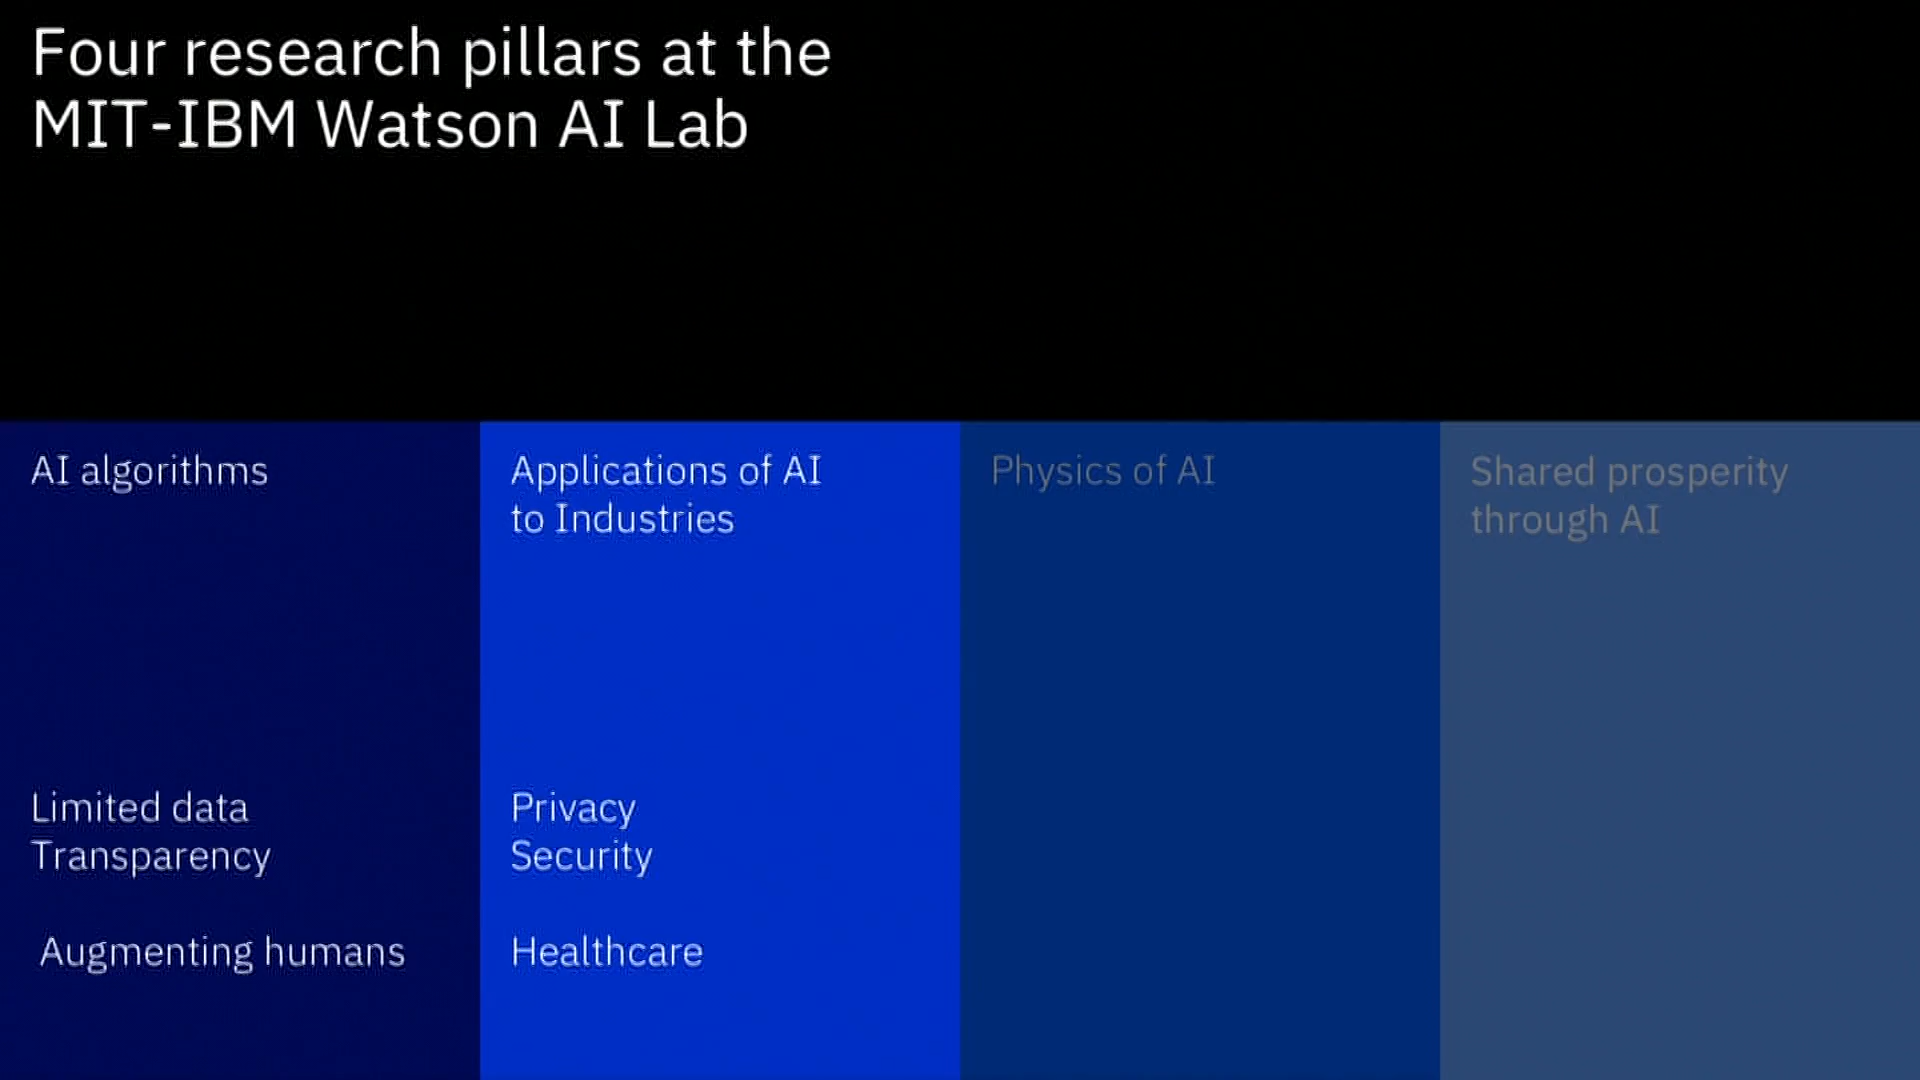 Four research pillars at the
MIT-IBM Watson AI Lab
AI algorithms
Limited data
Transparency
Augmenting humans
Applications of AI
to Industries
Privacy
Security
Healthcare
Physics of AI
Shared prosperity
through AI